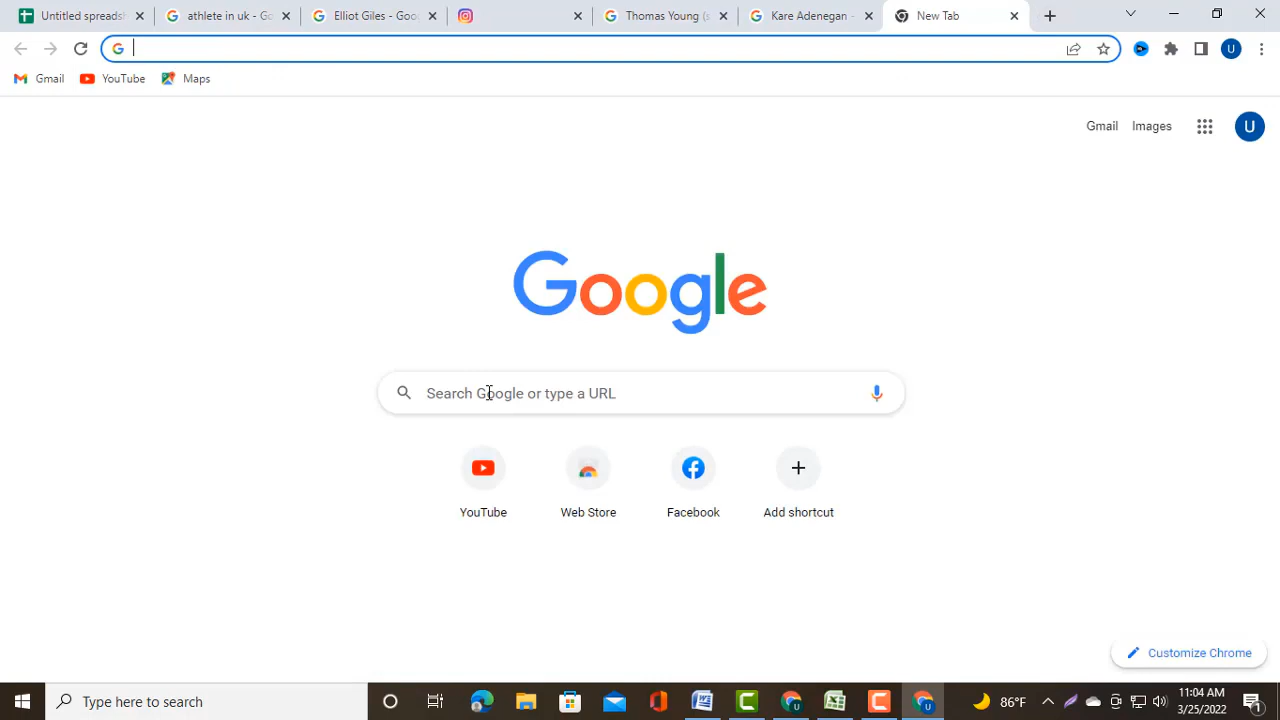 Untitled spreadsh
athlete in uk - Go
Elliot Giles - Goo
Thomas Young (s
Kare Adenegan -
New Tab
Gmail
YouTube
Maps
U
Gmail
Images
U
Google
Search Google or type a URL
YouTube
Web Store
Facebook
Add shortcut
Customize Chrome
Type here to search
86°F
11:04 AM
3/25/2022
1